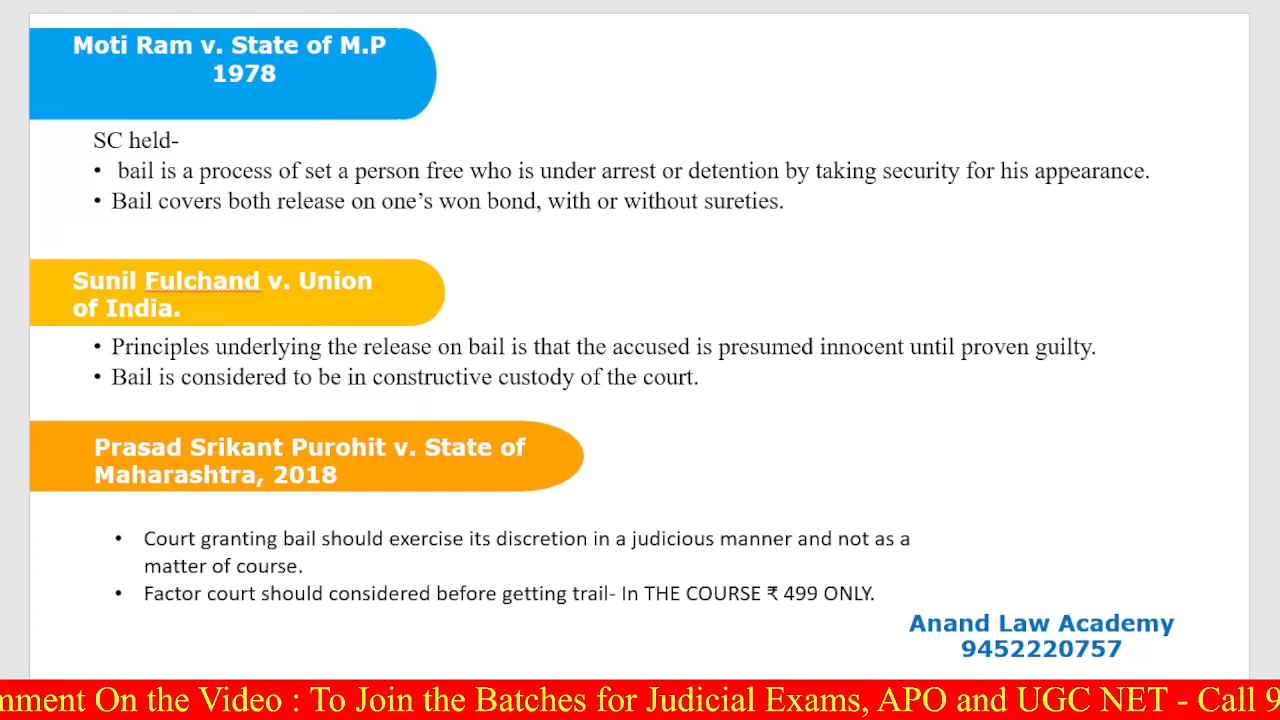 Moti Ram v. State of M.P
1978
SC held-
• bail is a process of set a person free who is under arrest or detention by taking security for his appearance.
• Bail covers both release on one’s won bond, with or without sureties.
Sunil Fulchand v. Union
of India.
• Principles underlying the release on bail is that the accused is presumed innocent until proven guilty.
• Bail is considered to be in constructive custody of the court.
Prasad Srikant Purohit v. State of
Maharashtra, 2018
• Court granting bail should exercise its discretion in a judicious manner and not as a
matter of course.
• Factor court should considered before getting trail- In THE COURSE ₹ 499 ONLY.
Anand Law Academy
9452220757
nment On the Video : To Join the Batches for Judicial Exams, APO and UGC NET - Call 9